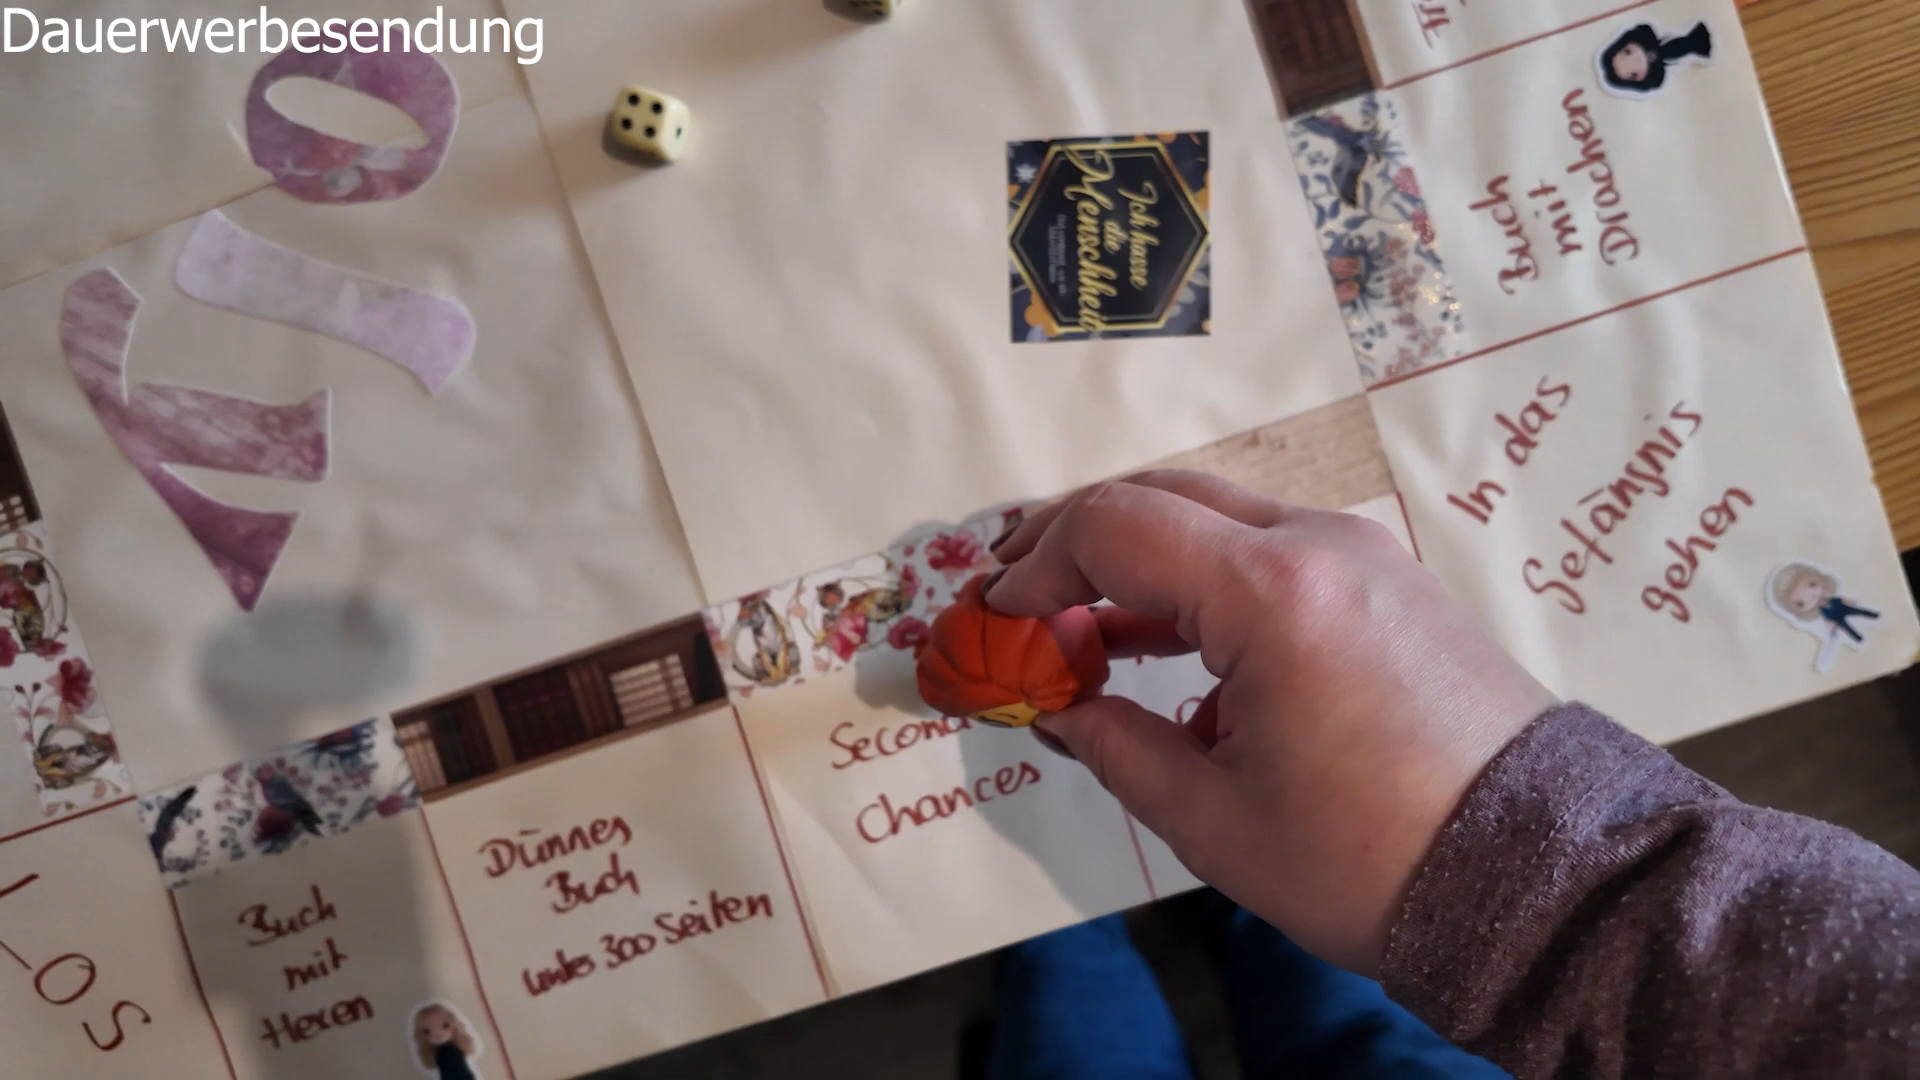 Dauerwerbesendung
Ich hasse
die
Menschheit
Buch
mit
Drachen
In das
Gefängnis
gehen
Second
Chances
Dünnes
Buch
unter 300 Seiten
Buch
mit
Hexen
LOS